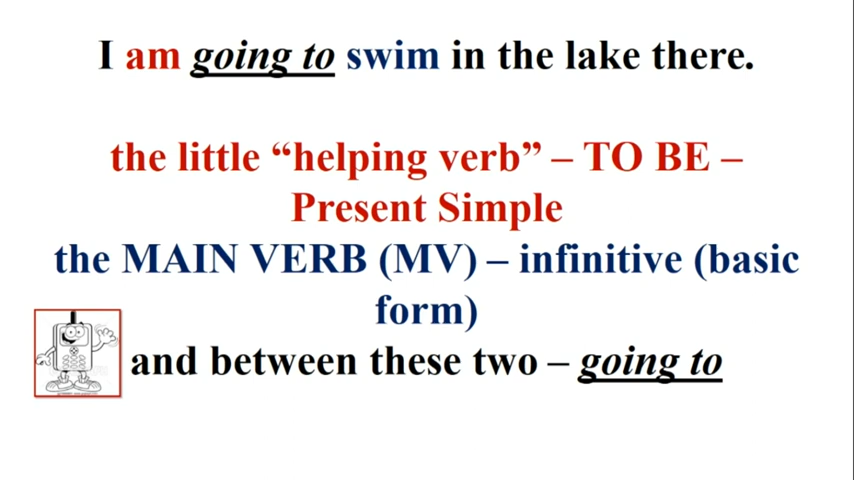 I am going to swim in the lake there.
the little “helping verb” – TO BE –
Present Simple
the MAIN VERB (MV) – infinitive (basic
form)
and between these two – going to